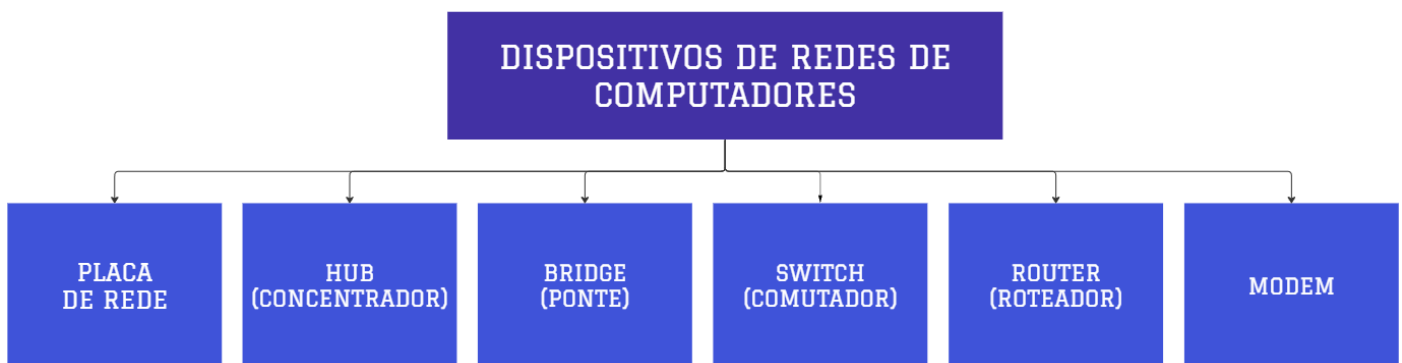 DISPOSITIVOS DE REDES DE
COMPUTADORES
PLACA
DE REDE
HUB
(CONCENTRADOR)
BRIDGE
(PONTE)
SWITCH
(COMUTADOR)
ROUTER
(ROTEADOR)
MODEM